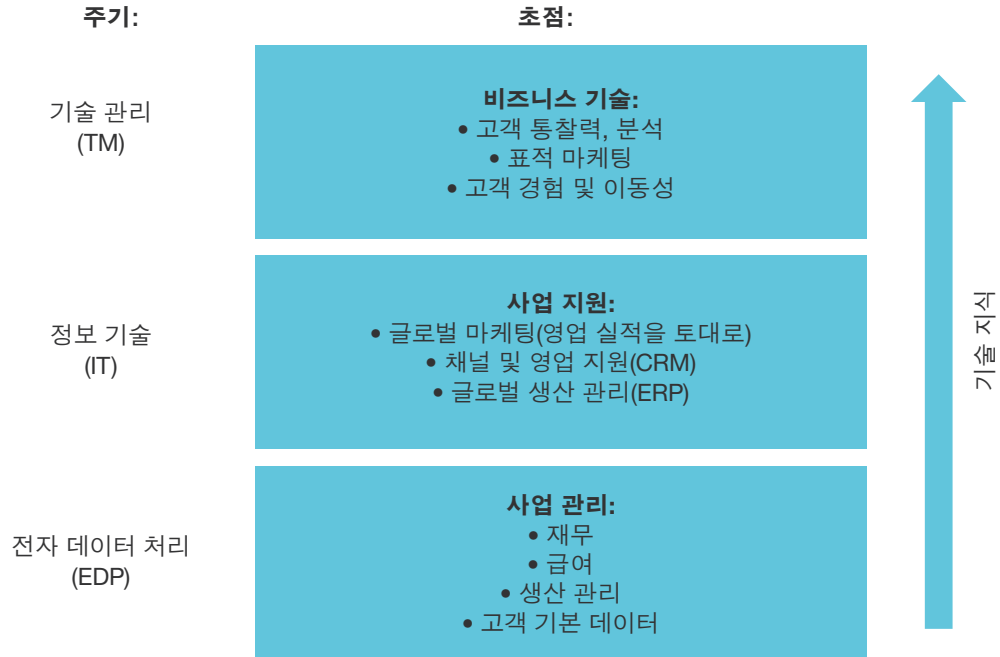 주기:
초점:
기술 관리
(TM)
비즈니스 기술:
• 고객 통찰력, 분석
• 표적 마케팅
• 고객 경험 및 이동성
정보 기술
(IT)
사업 지원:
• 글로벌 마케팅(영업 실적을 토대로)
• 채널 및 영업 지원(CRM)
• 글로벌 생산 관리(ERP)
전자 데이터 처리
(EDP)
사업 관리:
• 재무
• 급여
• 생산 관리
• 고객 기본 데이터
기술 지식